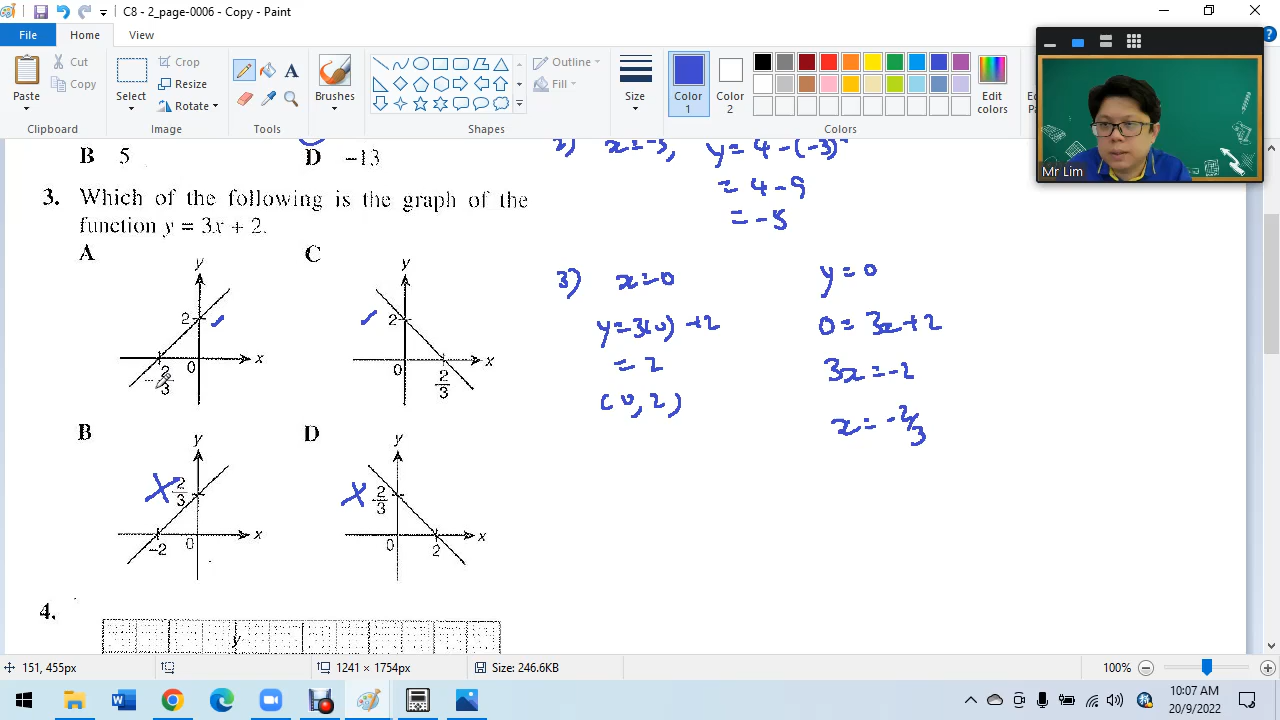 C8 - 2_page-0006 - Copy - Paint
File Home View
Paste
Cut
Copy
Clipboard
Select
Crop
Resize
Rotate
Image
A
Tools
Brushes
Outline
Fill
Shapes
Size
Color 1
Color 2
Colors
Edit colors
Mr Lim
B 5
D −13
2) x = -3, y = 4 - (-3)²
= 4 - 9
= -5
3. Which of the following is the graph of the
function y = 3x + 2.
A
y
2
x
0
2
3
C
y
2
x
0
2
3
B
y
2
3
x
−2
0
D
y
2
3
x
0
2
3) x = 0
y = 3(0) + 2
= 2
(0, 2)
y = 0
0 = 3x + 2
3x = -2
x = -2/3
4.
y
151, 455px
1241 × 1754px
Size: 246.6KB
100%
10:07 AM
20/9/2022